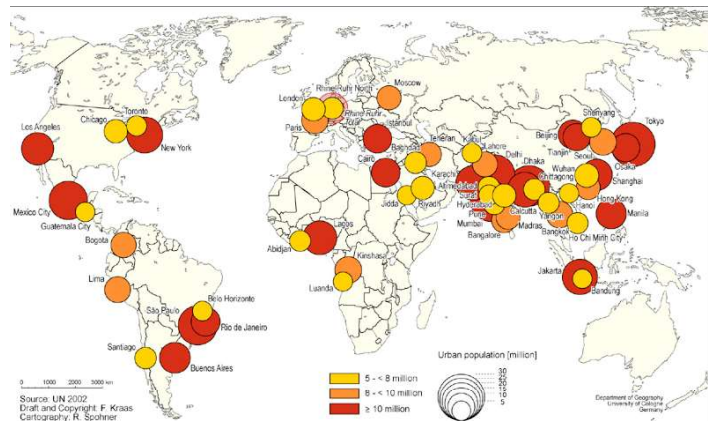 Moscow
Rhine-Ruhr North
London
Rhine-Ruhr
Total
Paris
Istanbul
Toronto
Chicago
Los Angeles
New York
Mexico City
Guatemala City
Bogota
Lima
Belo Horizonte
São Paulo
Rio de Janeiro
Santiago
Buenos Aires
Cairo
Baghdad
Teheran
Kabul
Lahore
Karachi
Delhi
Dhaka
Jidda
Riyadh
Ahmedabad
Surat
Hyderabad
Pune
Mumbai
Bangalore
Chittagong
Calcutta
Madras
Yangon
Bangkok
Lagos
Abidjan
Kinshasa
Luanda
Shenyang
Beijing
Tianjin
Seoul
Tokyo
Osaka
Wuhan
Shanghai
Hong Kong
Hanoi
Manila
Ho Chi Minh City
Jakarta
Bandung
0 1000 2000 3000 km
Source: UN 2002
Draft and Copyright: F. Kraas
Cartography: R. Spohner
5 - < 8 million
8 - < 10 million
≥ 10 million
Urban population [million]
30
25
20
15
10
5
Department of Geography
University of Cologne
Germany